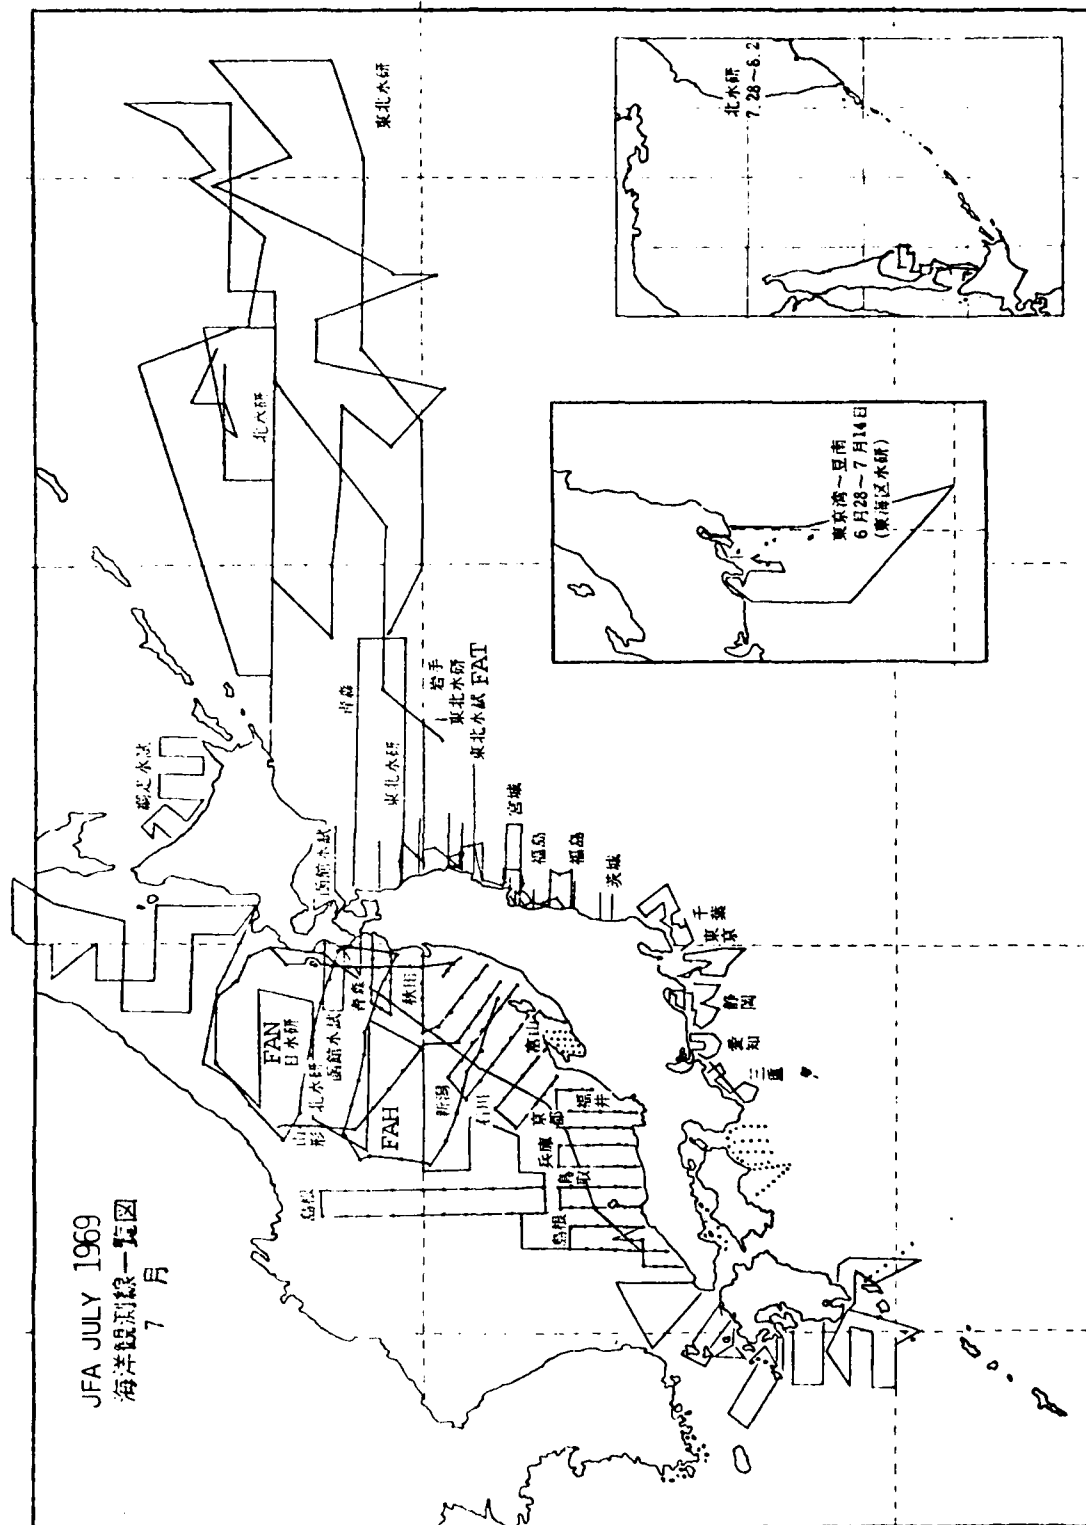 JFA JULY 1969
海洋観測線一覧図
7 月
東北水研
北水研
7.28~8.2
北水研
東京湾~豆南
6月28~7月14日
(東海区水研)
青森
岩手
東北水研
東北水試 FAT
東北水研
宮城
福島
福島
茨城
千葉
東京
静岡
愛知
三重
函館水試
FAN
日水研
北水研
函館水試
青森
秋田
山形
FAH
新潟
富山
石川
京都
福井
兵庫
鳥取
島根
島根